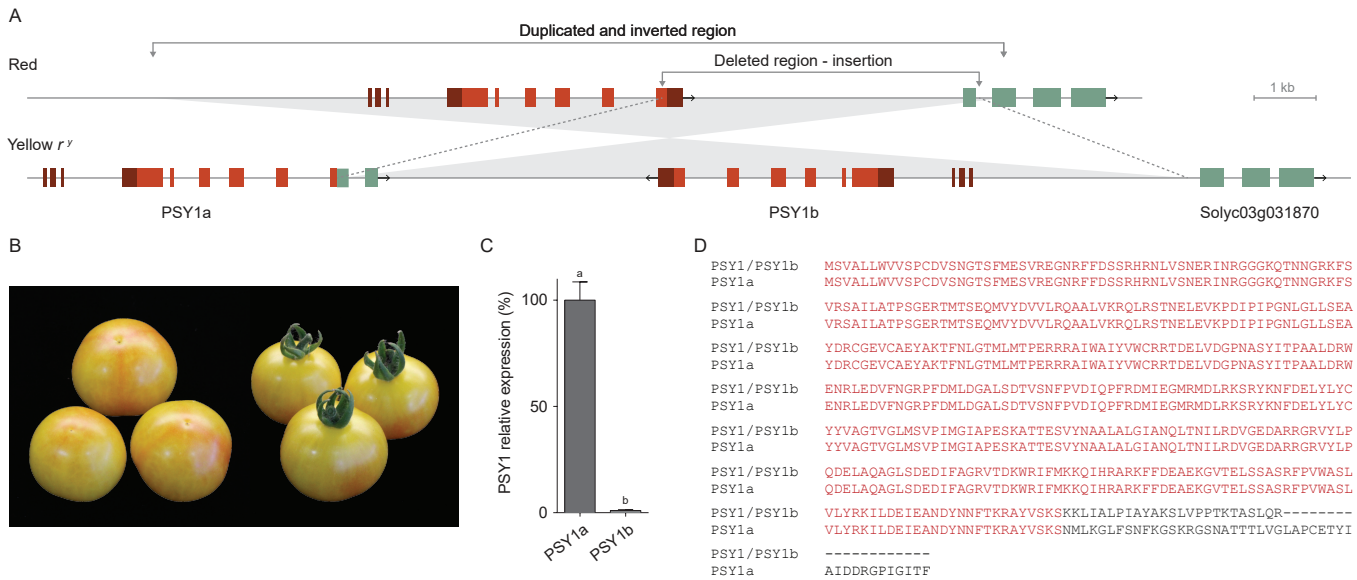 A
Duplicated and inverted region
Red
Deleted region - insertion
1 kb
Yellow r y
PSY1a
PSY1b
Solyc03g031870
B
C
PSY1 relative expression (%)
100
50
0
a
b
PSY1a
PSY1b
D
PSY1/PSY1b MSVALLWVVSPCDVSNGTSFMESVREGNRFFDSSRHRNLVSNERINRGGGKQTNNGRKFS
PSY1a MSVALLWVVSPCDVSNGTSFMESVREGNRFFDSSRHRNLVSNERINRGGGKQTNNGRKFS
PSY1/PSY1b VRSAILATPSGERTMTSEQMVYDVVLRQAALVKRQLRSTNELEVKPDIPIPGNLGLLSEA
PSY1a VRSAILATPSGERTMTSEQMVYDVVLRQAALVKRQLRSTNELEVKPDIPIPGNLGLLSEA
PSY1/PSY1b YDRCGEVCAEYAKTFNLGTMLMTPERRRAIWAIYVWCRRTDELVDGPNASYITPAALDRW
PSY1a YDRCGEVCAEYAKTFNLGTMLMTPERRRAIWAIYVWCRRTDELVDGPNASYITPAALDRW
PSY1/PSY1b ENRLEDVFNGRPFDMLDGALSDTVSNFPVDIQPFRDMIEGMRMDLRKSRYKNFDELYLYC
PSY1a ENRLEDVFNGRPFDMLDGALSDTVSNFPVDIQPFRDMIEGMRMDLRKSRYKNFDELYLYC
PSY1/PSY1b YYVAGTVGLMSVPIMGIAPESKATTESVYNAALALGIANQLTNILRDVGEDARRGRVYLP
PSY1a YYVAGTVGLMSVPIMGIAPESKATTESVYNAALALGIANQLTNILRDVGEDARRGRVYLP
PSY1/PSY1b QDELAQAGLSDEDIFAGRVTDKWRIFMKKQIHRARKFFDEAEKGVTELSSASRFPVWASL
PSY1a QDELAQAGLSDEDIFAGRVTDKWRIFMKKQIHRARKFFDEAEKGVTELSSASRFPVWASL
PSY1/PSY1b VLYRKILDEIEANDYNNFTKRAYVSKSKKLIALPIAYAKSLVPPTKTASLQR--------
PSY1a VLYRKILDEIEANDYNNFTKRAYVSKSNMLKGLFSNFKGSKRGSNATTTLVGLAPCETYI
PSY1/PSY1b ------------
PSY1a AIDDRGPIGITF